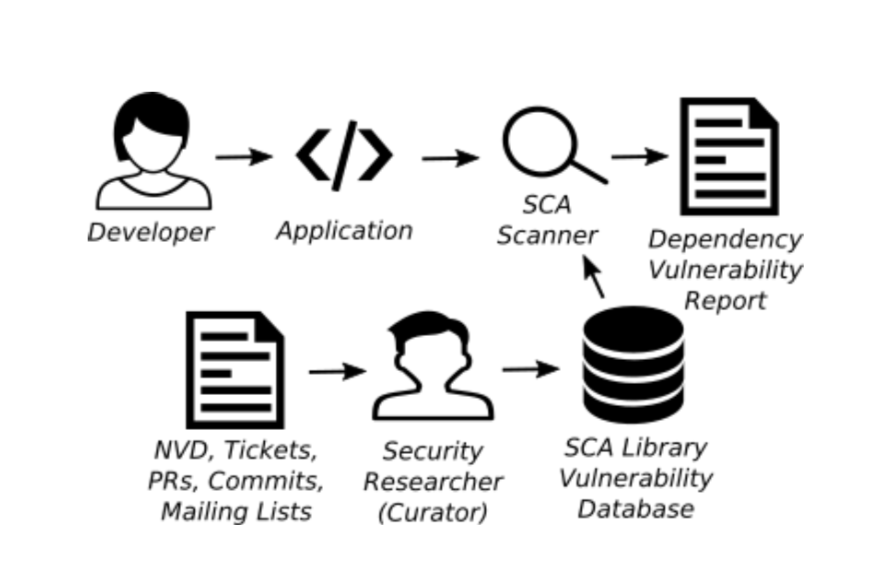 Developer
Application
SCA
Scanner
Dependency
Vulnerability
Report
NVD, Tickets,
PRs, Commits,
Mailing Lists
Security
Researcher
(Curator)
SCA Library
Vulnerability
Database